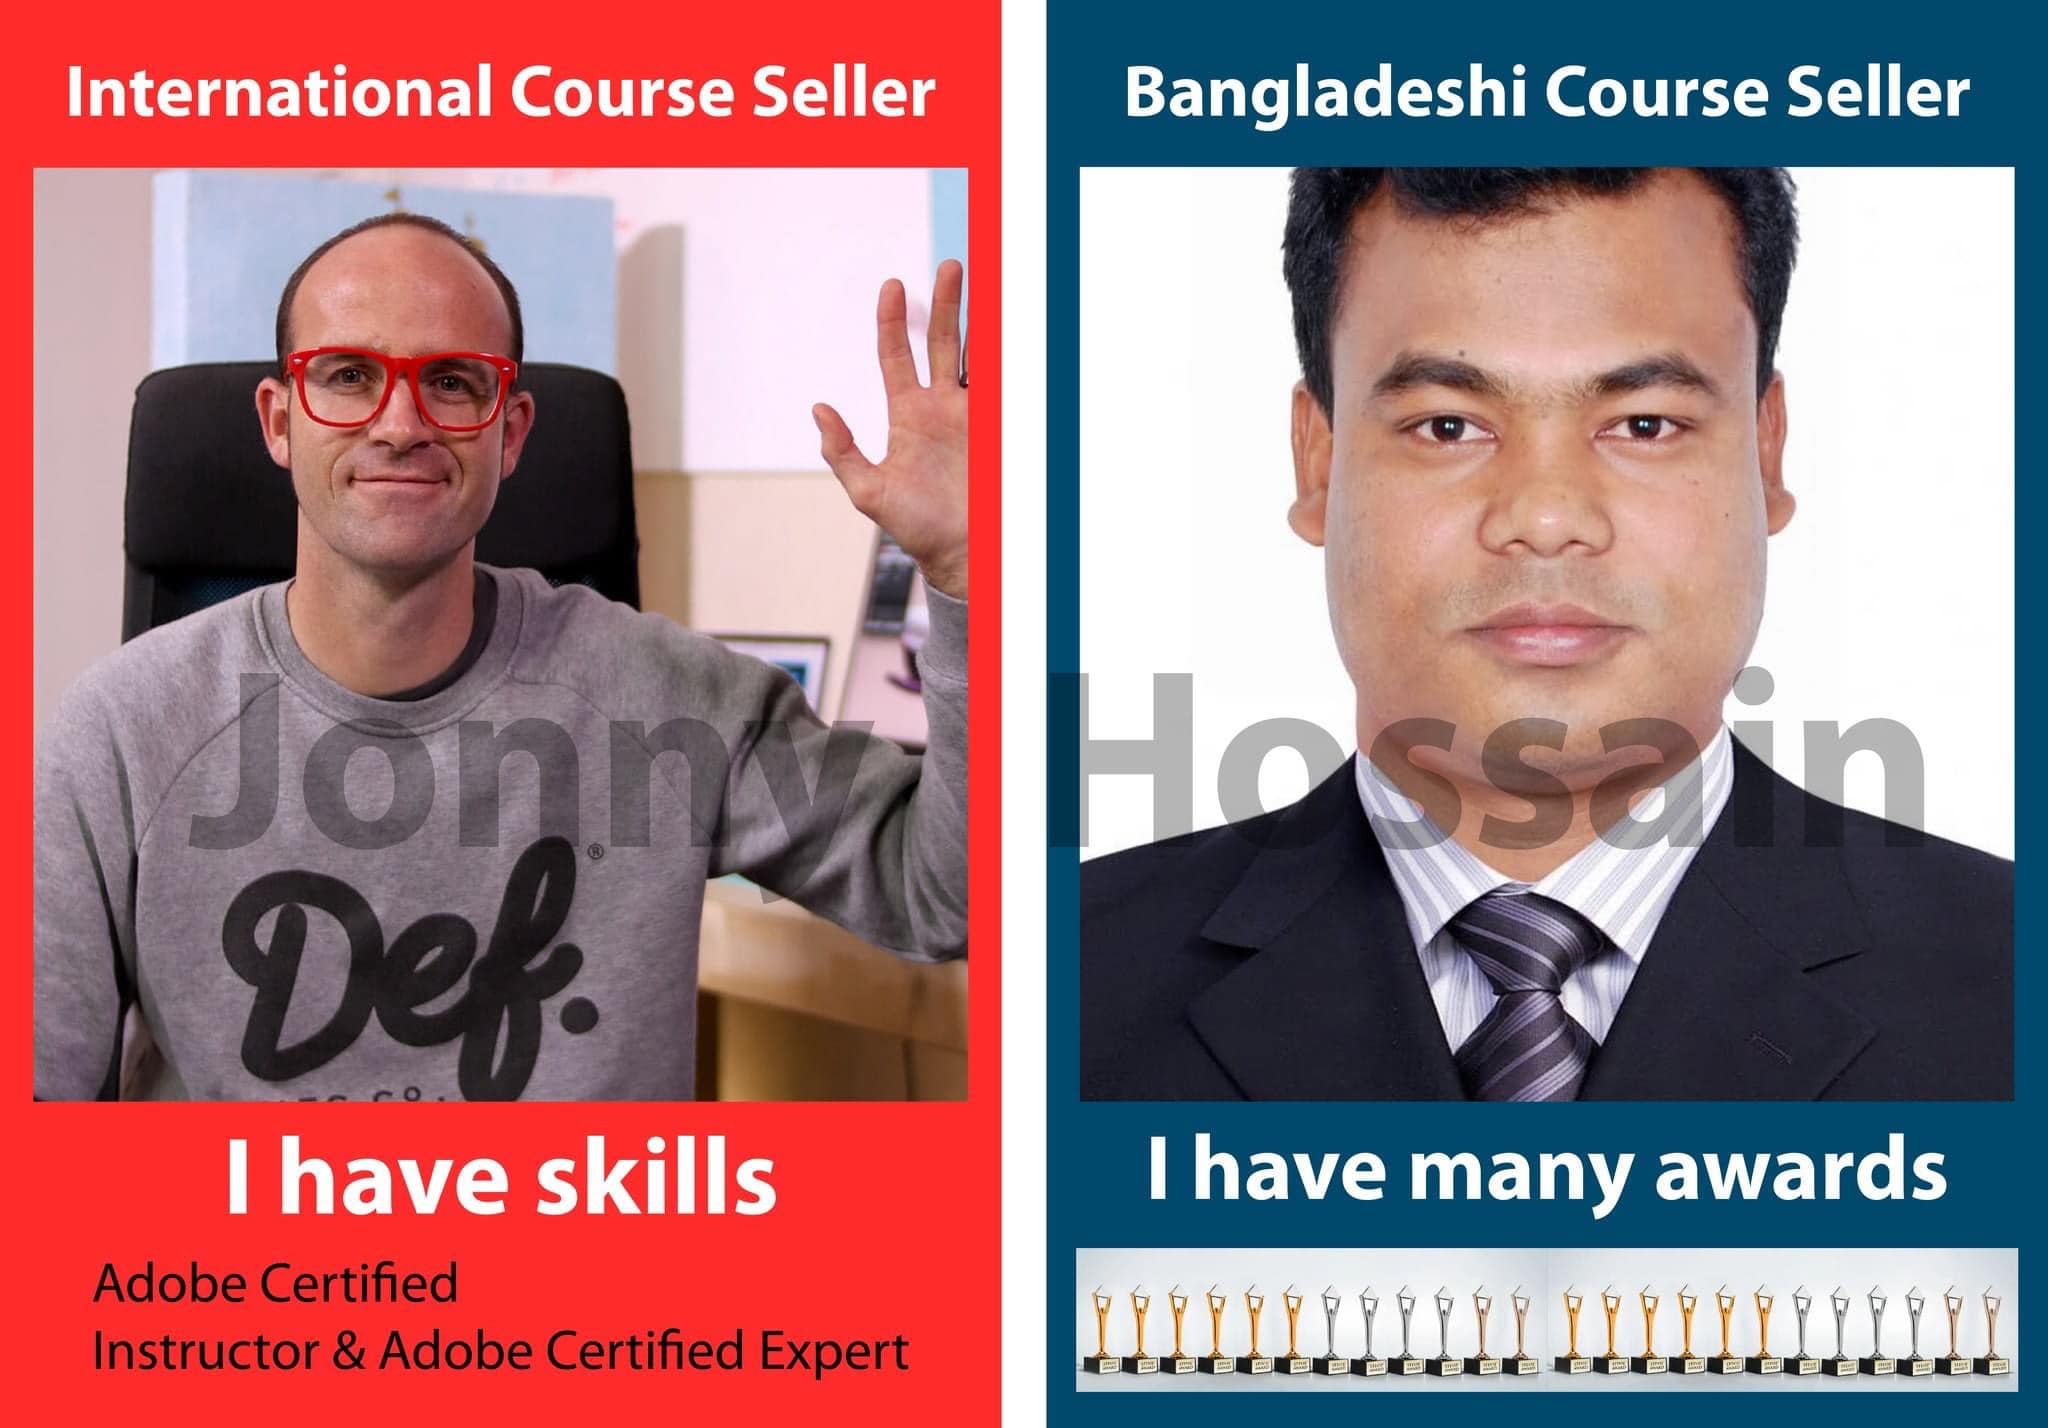 International Course Seller
Bangladeshi Course Seller
Jonny Hossain
Def.®
I have skills
Adobe Certified
Instructor & Adobe Certified Expert
I have many awards